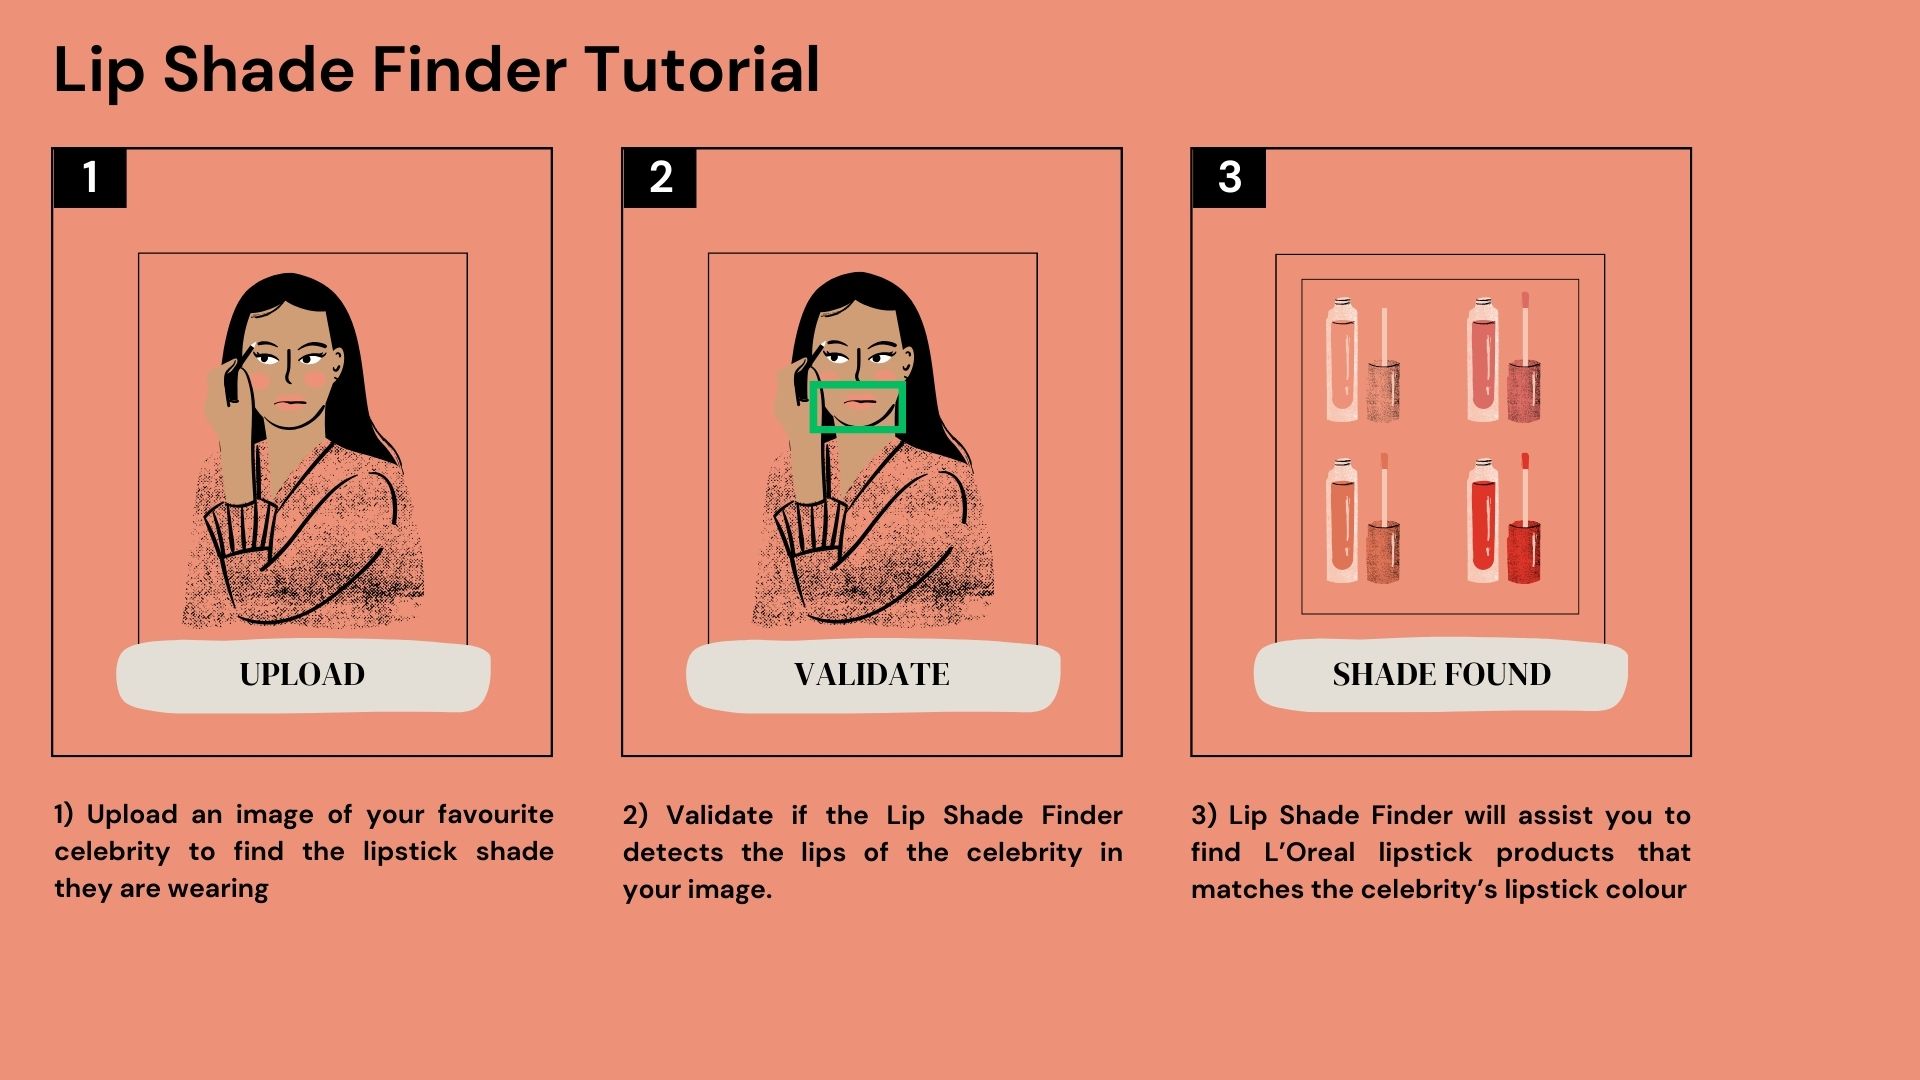 Lip Shade Finder Tutorial
1
2
3
UPLOAD
VALIDATE
SHADE FOUND
1) Upload an image of your favourite
celebrity to find the lipstick shade
they are wearing
2) Validate if the Lip Shade Finder
detects the lips of the celebrity in
your image.
3) Lip Shade Finder will assist you to
find L’Oreal lipstick products that
matches the celebrity’s lipstick colour